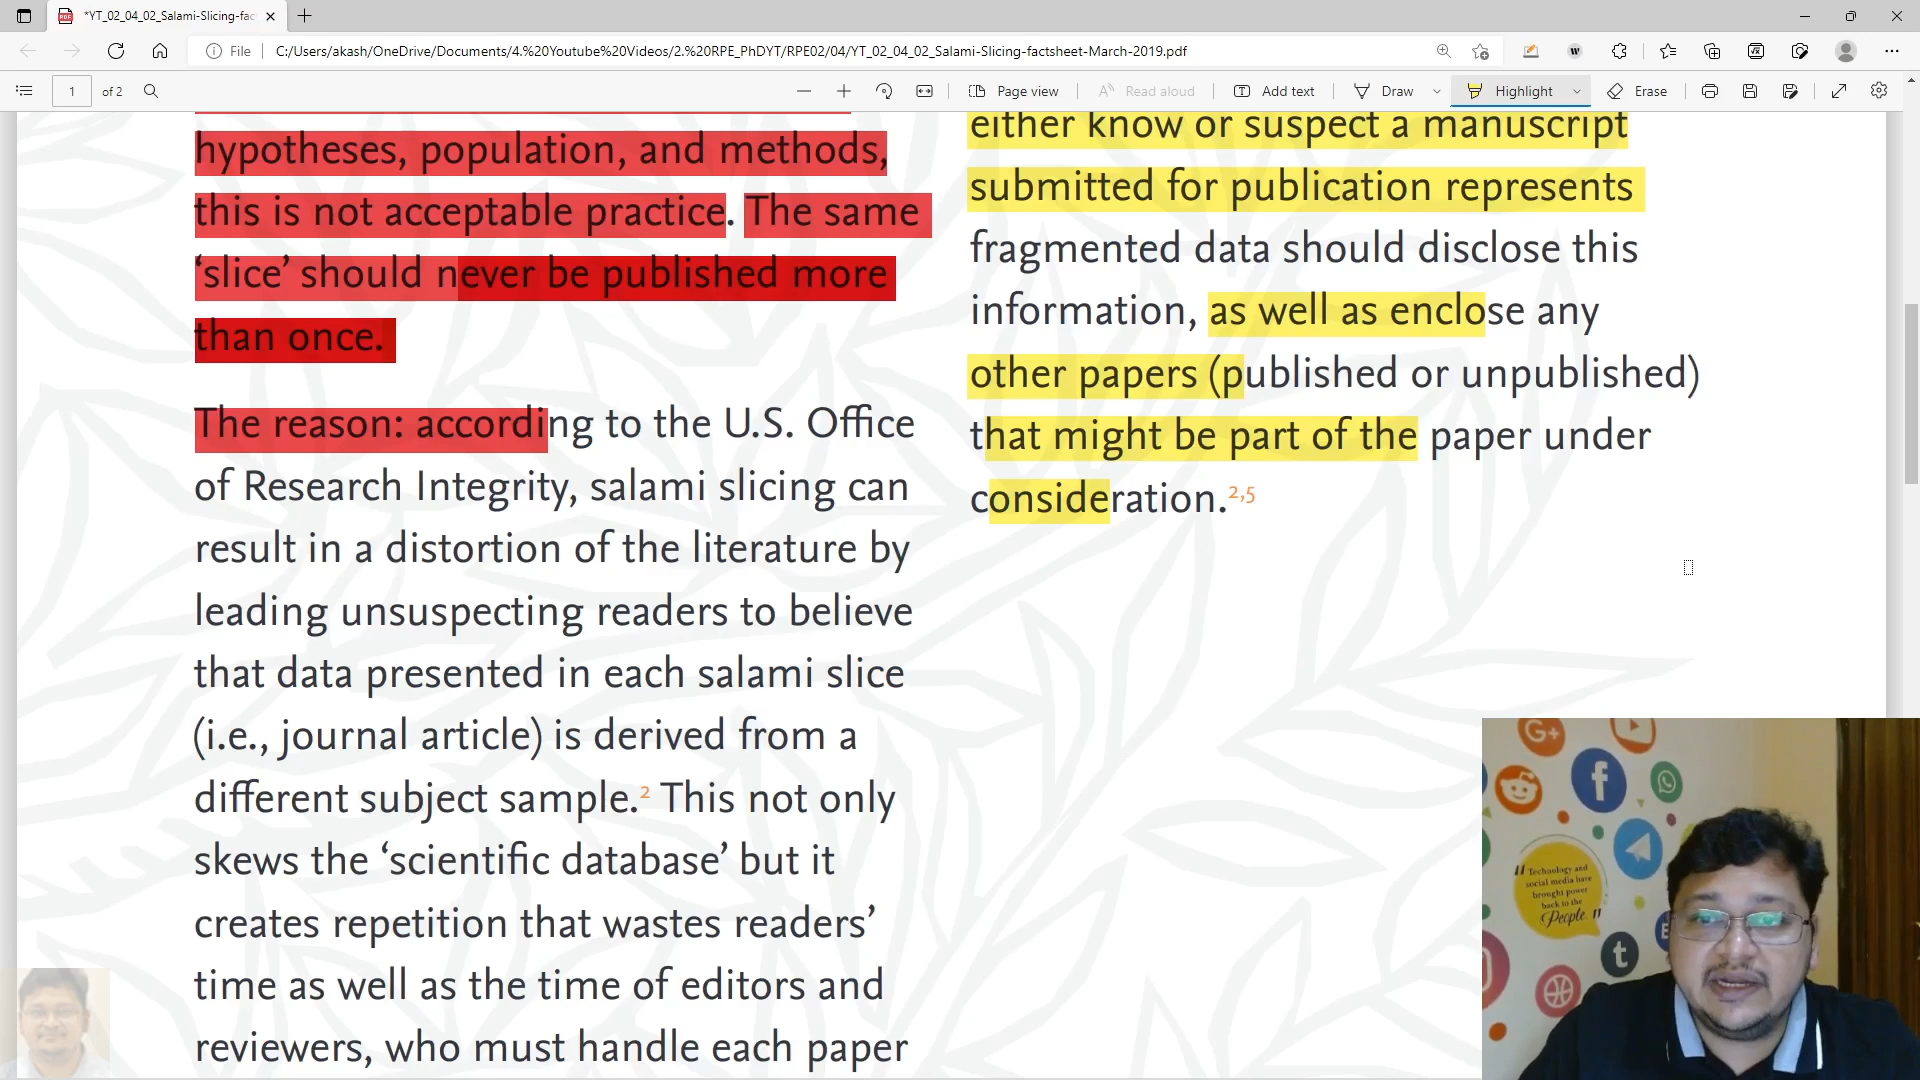 *YT_02_04_02_Salami-Slicing-fac
File
C:/Users/akash/OneDrive/Documents/4.%20Youtube%20Videos/2.%20RPE_PhDYT/RPE02/04/YT_02_04_02_Salami-Slicing-factsheet-March-2019.pdf
1 of 2
Page view
Read aloud
Add text
Draw
Highlight
Erase
hypotheses, population, and methods,
this is not acceptable practice. The same
‘slice’ should never be published more
than once.
The reason: according to the U.S. Office
of Research Integrity, salami slicing can
result in a distortion of the literature by
leading unsuspecting readers to believe
that data presented in each salami slice
(i.e., journal article) is derived from a
different subject sample.2 This not only
skews the ‘scientific database’ but it
creates repetition that wastes readers’
time as well as the time of editors and
reviewers, who must handle each paper
either know or suspect a manuscript
submitted for publication represents
fragmented data should disclose this
information, as well as enclose any
other papers (published or unpublished)
that might be part of the paper under
consideration.2,5
G+
"Technology and
social media have
brought power
back to the
People"